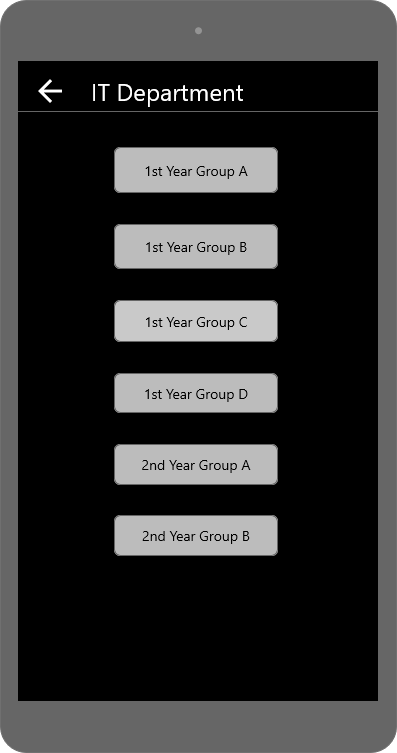 IT Department
1st Year Group A
1st Year Group B
1st Year Group C
1st Year Group D
2nd Year Group A
2nd Year Group B